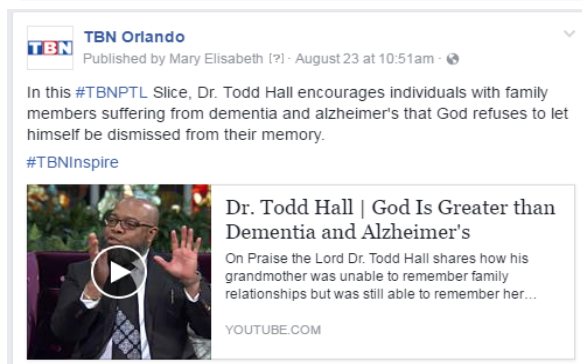 TBN
TBN Orlando
Published by Mary Elisabeth [?] · August 23 at 10:51am ·
In this #TBNPTL Slice, Dr. Todd Hall encourages individuals with family
members suffering from dementia and alzheimer's that God refuses to let
himself be dismissed from their memory.
#TBNInspire
Dr. Todd Hall | God Is Greater than
Dementia and Alzheimer's
On Praise the Lord Dr. Todd Hall shares how his
grandmother was unable to remember family
relationships but was still able to remember her...
YOUTUBE.COM